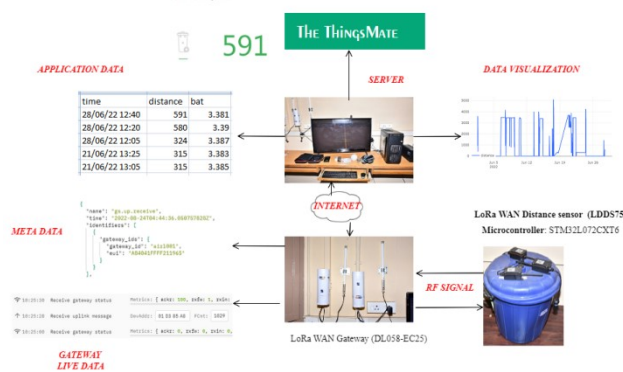 591
THE THINGSMATE
APPLICATION DATA
SERVER
DATA VISUALIZATION
time distance bat
28/06/22 12:40 591 3.381
28/06/22 12:20 580 3.39
28/06/22 12:05 324 3.387
21/06/22 13:25 315 3.383
21/06/22 13:05 315 3.385
INTERNET
META DATA
"name": "gs.up.receive",
"identifiers": [
"gateway_ids": {
LoRa WAN Distance sensor (LDDS75
Microcontroller: STM32L072CXT6
RF SIGNAL
Receive gateway status
Receive uplink message
Receive gateway status
LoRa WAN Gateway (DL058-EC25)
GATEWAY
LIVE DATA